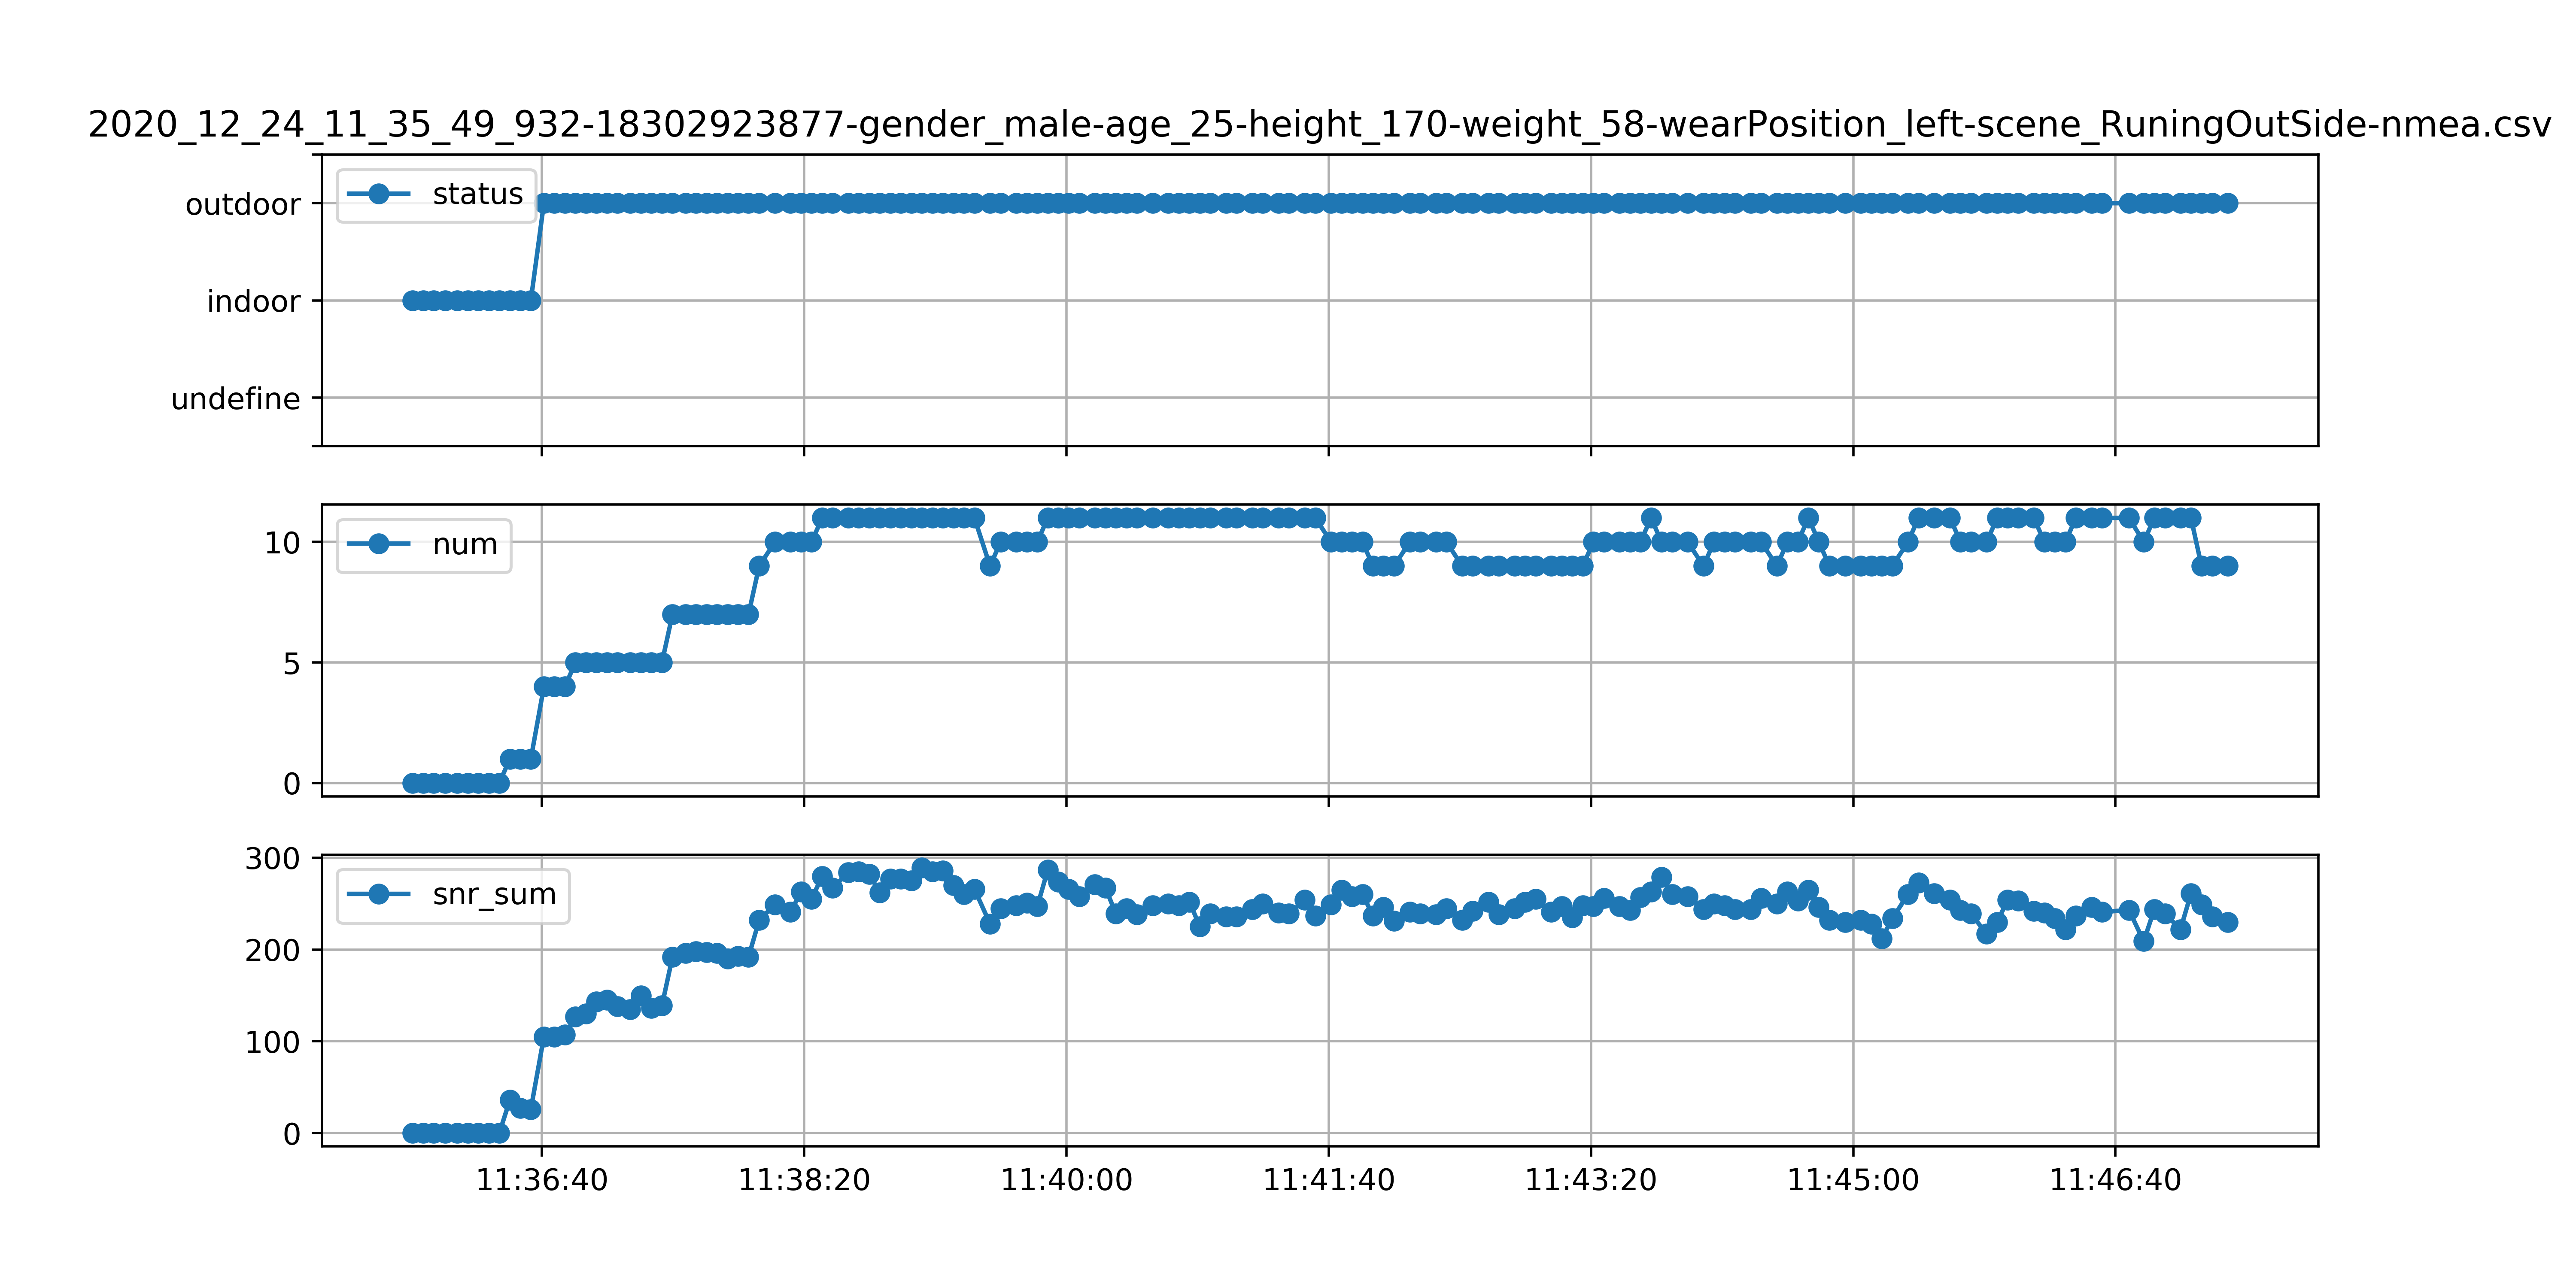 2020_12_24_11_35_49_932-18302923877-gender_male-age_25-height_170-weight_58-wearPosition_left-scene_RuningOutSide-nmea.csv
status
outdoor
indoor
undefine
num
10
5
0
snr_sum
300
200
100
0
11:36:40 11:38:20 11:40:00 11:41:40 11:43:20 11:45:00 11:46:40